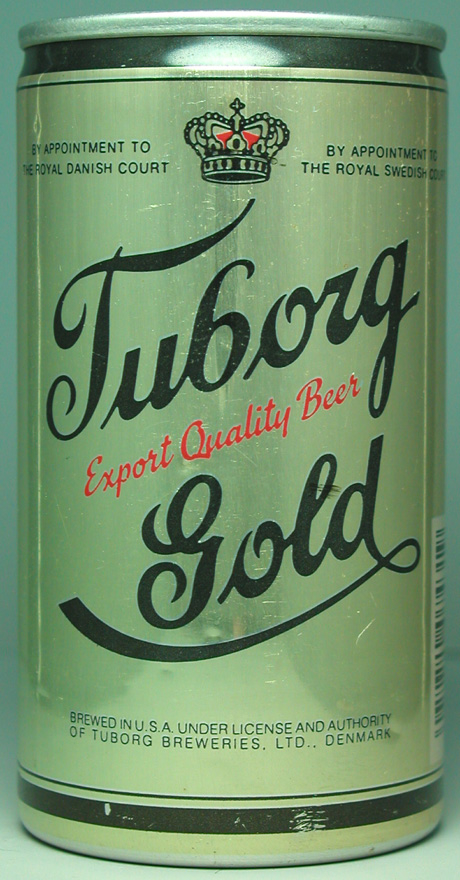 BY APPOINTMENT TO
THE ROYAL DANISH COURT
BY APPOINTMENT TO
THE ROYAL SWEDISH COURT
Tuborg
Export Quality Beer
Gold
BREWED IN U.S.A. UNDER LICENSE AND AUTHORITY
OF TUBORG BREWERIES, LTD., DENMARK